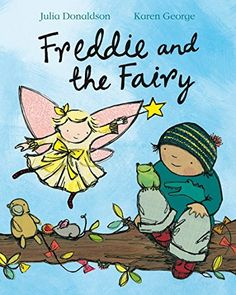 Julia Donaldson Karen George
Freddie and
the Fairy